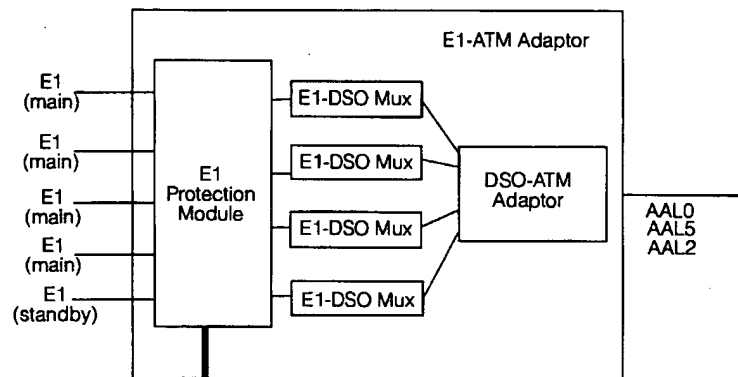 E1-ATM Adaptor
E1
(main)
E1
(main)
E1
(main)
E1
(main)
E1
(standby)
E1
Protection
Module
E1-DSO Mux
E1-DSO Mux
E1-DSO Mux
E1-DSO Mux
DSO-ATM
Adaptor
AAL0
AAL5
AAL2